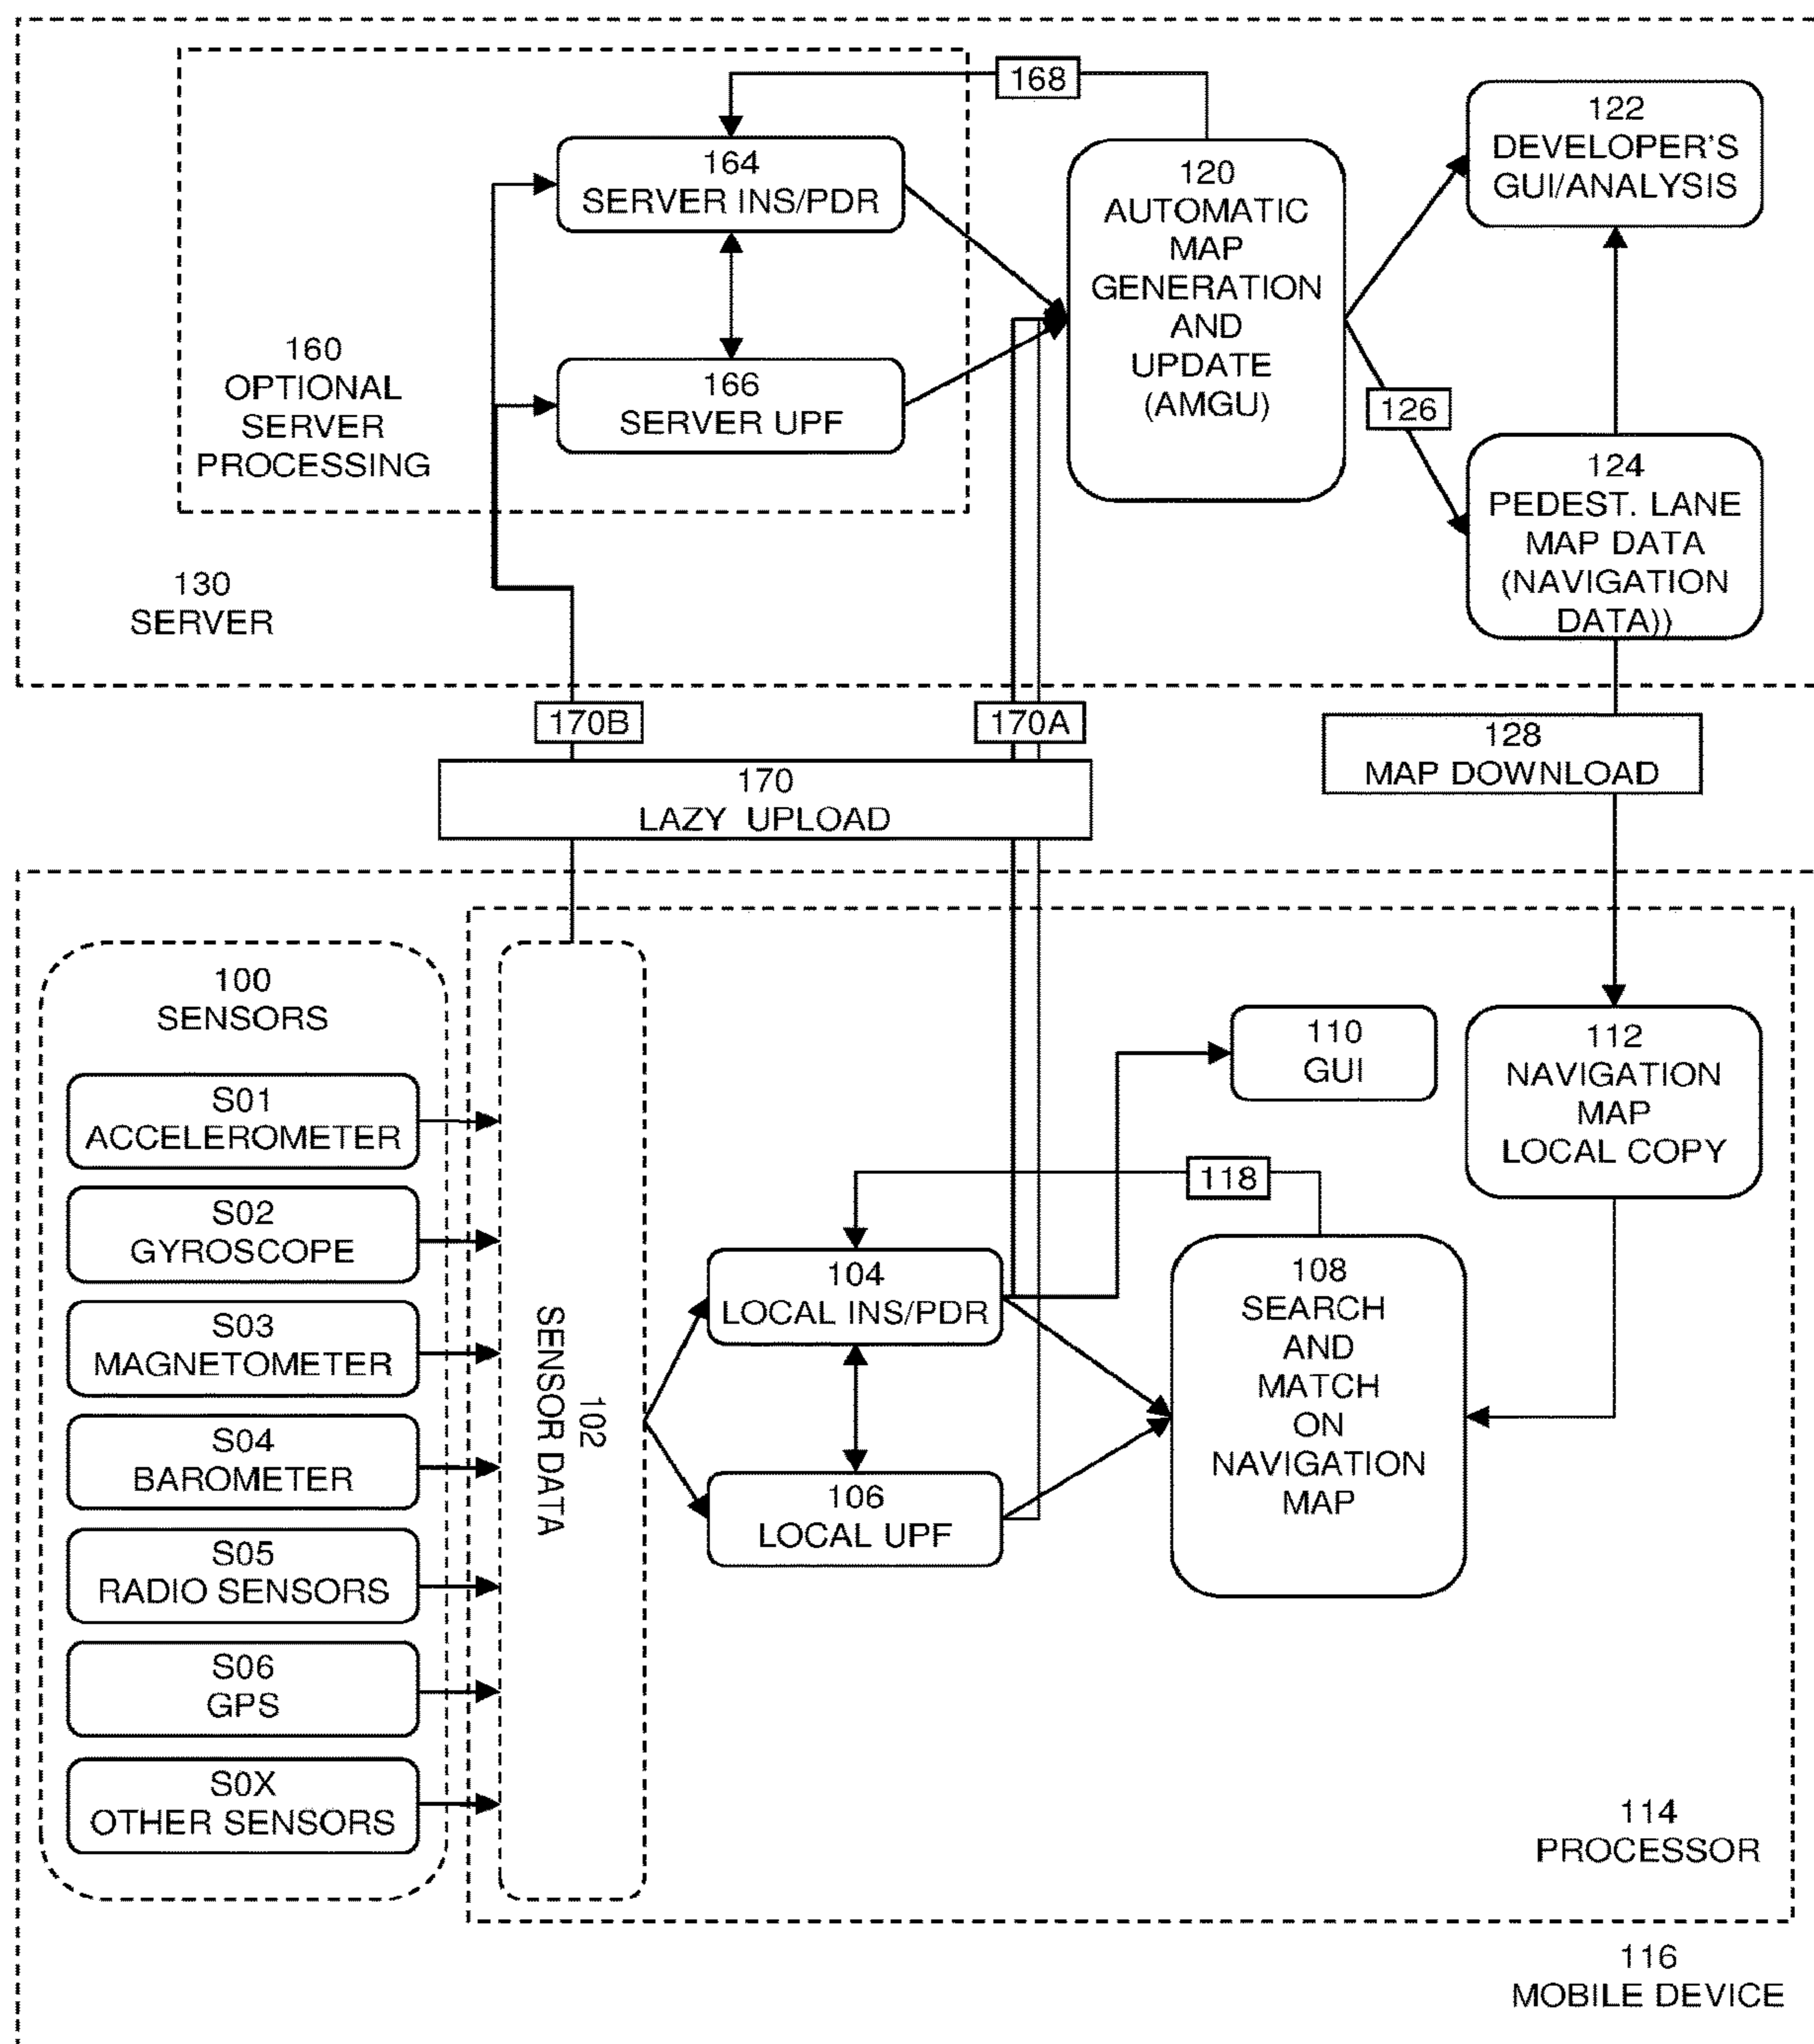 168
164
SERVER INS/PDR
166
SERVER UPF
160
OPTIONAL
SERVER
PROCESSING
120
AUTOMATIC
MAP
GENERATION
AND
UPDATE
(AMGU)
122
DEVELOPER'S
GUI/ANALYSIS
126
124
PEDEST. LANE
MAP DATA
(NAVIGATION
DATA))
130
SERVER
170B
170A
170
LAZY UPLOAD
128
MAP DOWNLOAD
100
SENSORS
S01
ACCELEROMETER
S02
GYROSCOPE
S03
MAGNETOMETER
S04
BAROMETER
S05
RADIO SENSORS
S06
GPS
S0X
OTHER SENSORS
102
SENSOR DATA
104
LOCAL INS/PDR
106
LOCAL UPF
118
110
GUI
108
SEARCH
AND
MATCH
ON
NAVIGATION
MAP
112
NAVIGATION
MAP
LOCAL COPY
114
PROCESSOR
116
MOBILE DEVICE